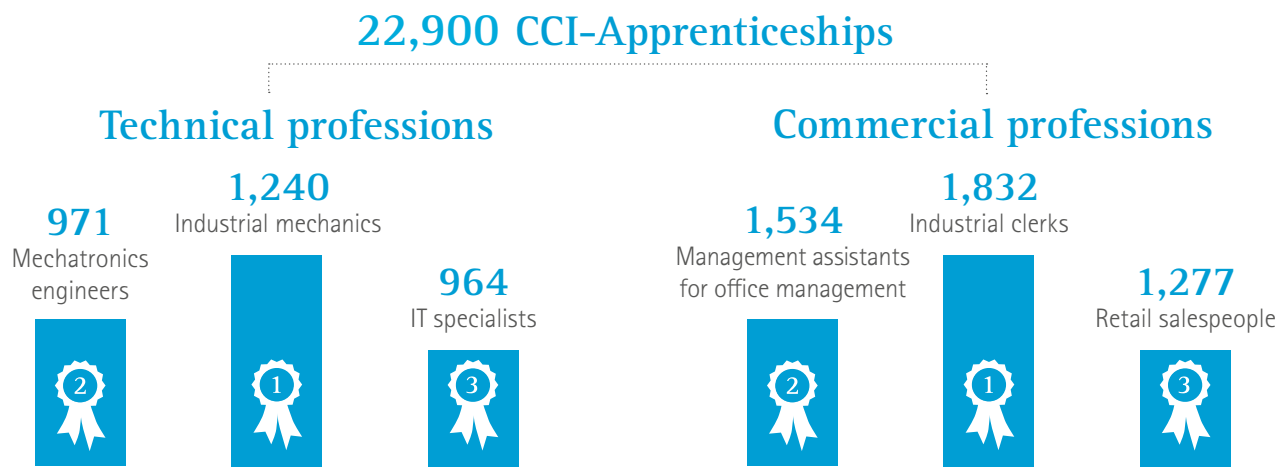 22,900 CCI-Apprenticeships
Technical professions
971
Mechatronics
engineers
2
1,240
Industrial mechanics
1
964
IT specialists
3
Commercial professions
1,534
Management assistants
for office management
2
1,832
Industrial clerks
1
1,277
Retail salespeople
3